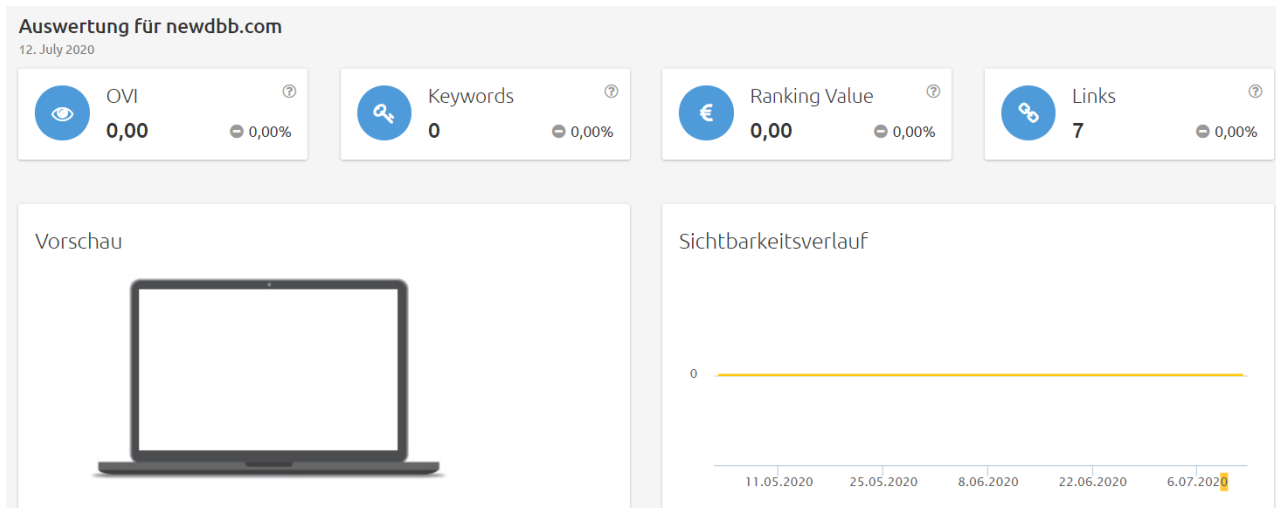 Auswertung für newdbb.com
12. July 2020
OVI
0,00
0,00%
Keywords
0
0,00%
Ranking Value
0,00
0,00%
Links
7
0,00%
Vorschau
Sichtbarkeitsverlauf
0
11.05.2020 25.05.2020 8.06.2020 22.06.2020 6.07.2020